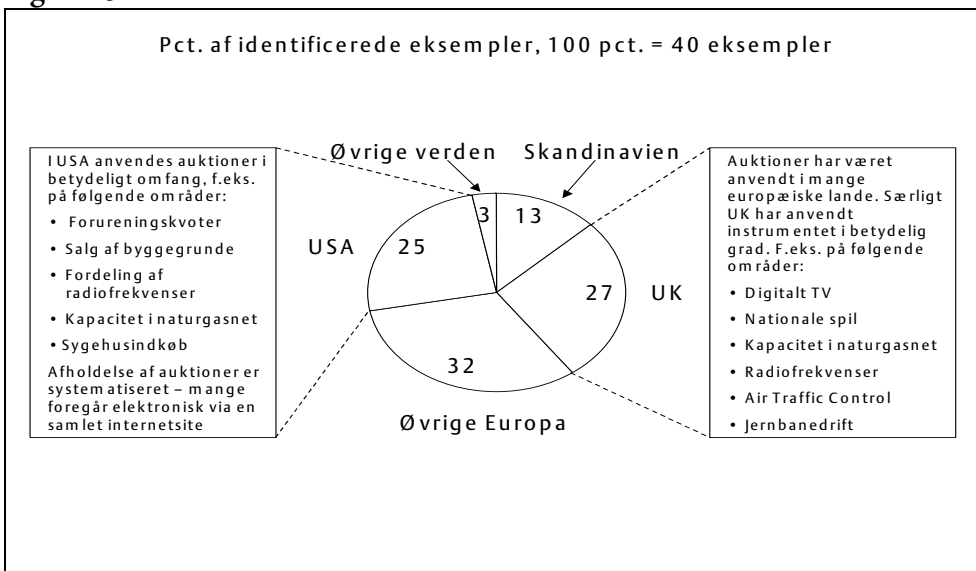 Pct. af identificerede eksempler, 100 pct. = 40 eksempler
I USA anvendes auktioner i
betydeligt omfang, f.eks.
på følgende områder:
• Forureningskvoter
• Salg af byggegrunde
• Fordeling af
radiofrekvenser
• Kapacitet i naturgasnet
• Sygehusindkøb
Afholdelse af auktioner er
systematiseret – mange
foregår elektronisk via en
samlet internetsite
Øvrige verden
Skandinavien
3
13
USA
25
27
UK
32
Øvrige Europa
Auktioner har været
anvendt i mange
europæiske lande. Særligt
UK har anvendt
instrumentet i betydelig
grad. F.eks. på følgende
områder:
• Digitalt TV
• Nationale spil
• Kapacitet i naturgasnet
• Radiofrekvenser
• Air Traffic Control
• Jernbanedrift